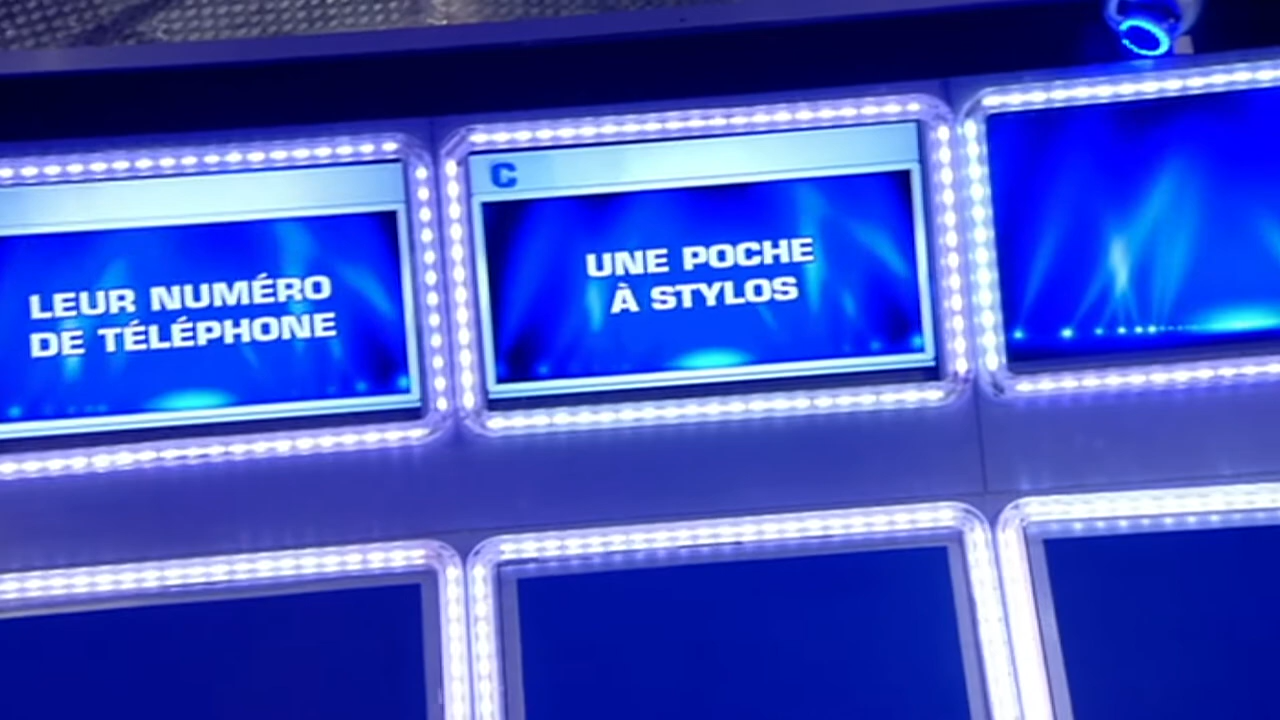 LEUR NUMÉRO
DE TÉLÉPHONE
C
UNE POCHE
À STYLOS